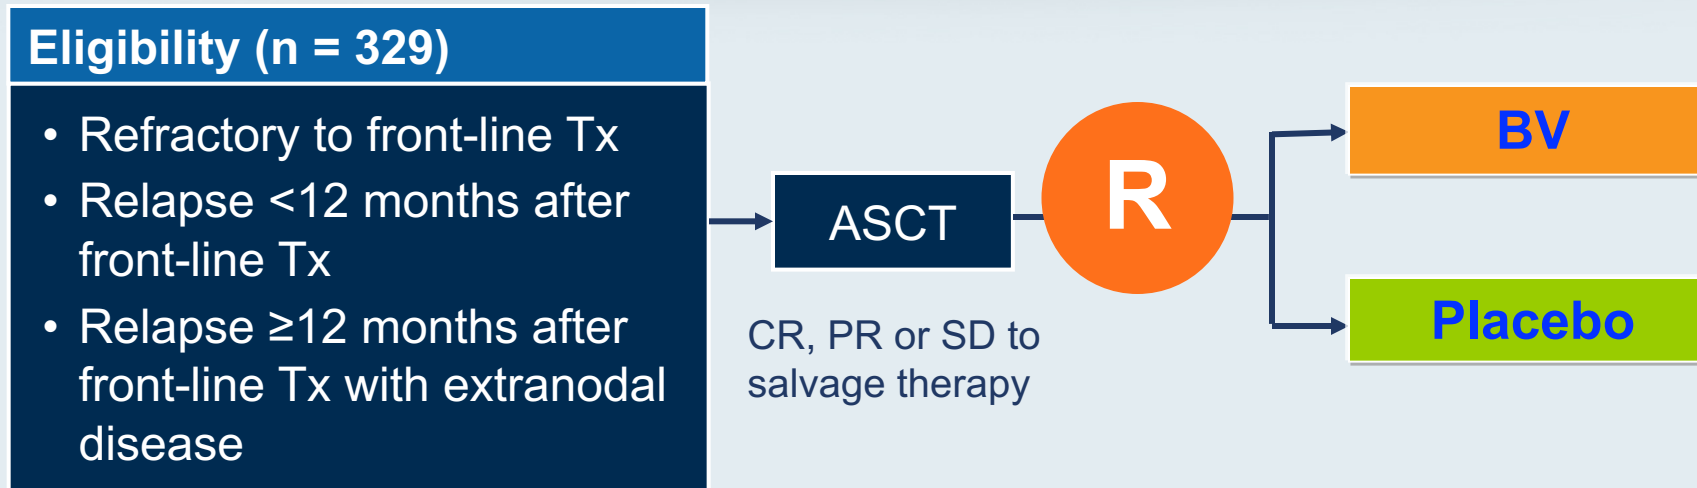 Eligibility (n = 329)
• Refractory to front-line Tx
• Relapse <12 months after
front-line Tx
• Relapse ≥12 months after
front-line Tx with extranodal
disease
ASCT
CR, PR or SD to
salvage therapy
R
BV
Placebo